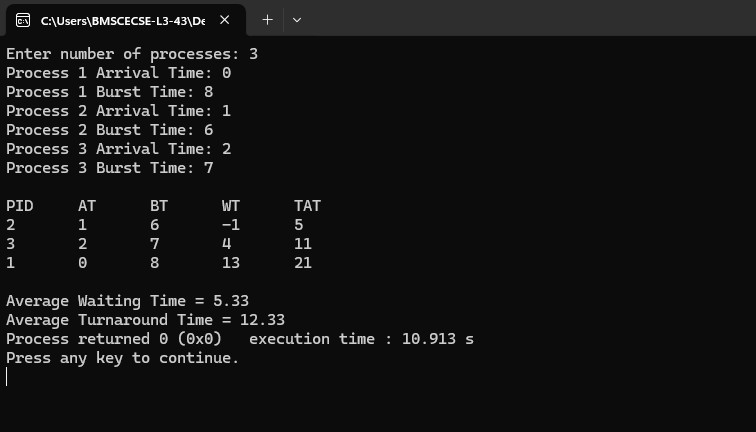 C:\Users\BMSCECSE-L3-43\De
Enter number of processes: 3
Process 1 Arrival Time: 0
Process 1 Burst Time: 8
Process 2 Arrival Time: 1
Process 2 Burst Time: 6
Process 3 Arrival Time: 2
Process 3 Burst Time: 7
PID AT BT WT TAT
2 1 6 -1 5
3 2 7 4 11
1 0 8 13 21
Average Waiting Time = 5.33
Average Turnaround Time = 12.33
Process returned 0 (0x0)   execution time : 10.913 s
Press any key to continue.